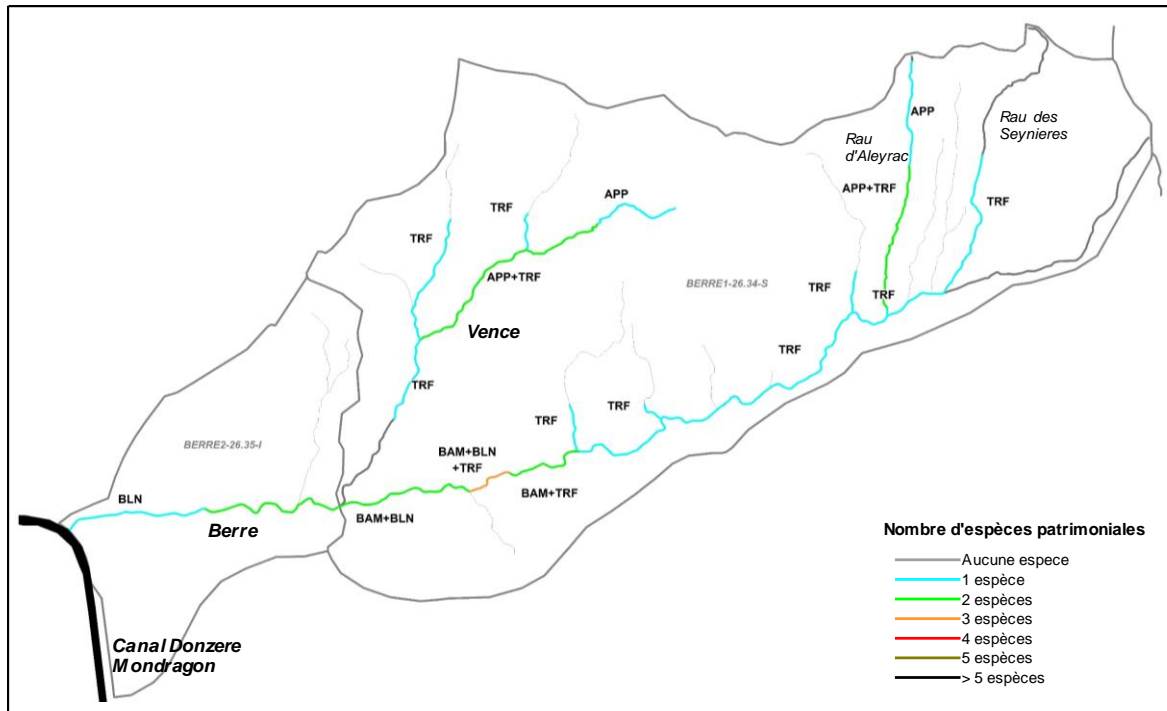 APP
Rau des
Seynieres
Rau
d'Aleyrac
APP+TRF
TRF
APP
TRF
TRF
APP+TRF
BERRE1-26.34-S
TRF
TRF
Vence
TRF
TRF
TRF
TRF
BERRE2-26.35-I
BAM+BLN
+TRF
BAM+TRF
BLN
BAM+BLN
Berre
Canal Donzere
Mondragon
Nombre d'espèces patrimoniales
Aucune espece
1 espèce
2 espèces
3 espèces
4 espèces
5 espèces
> 5 espèces